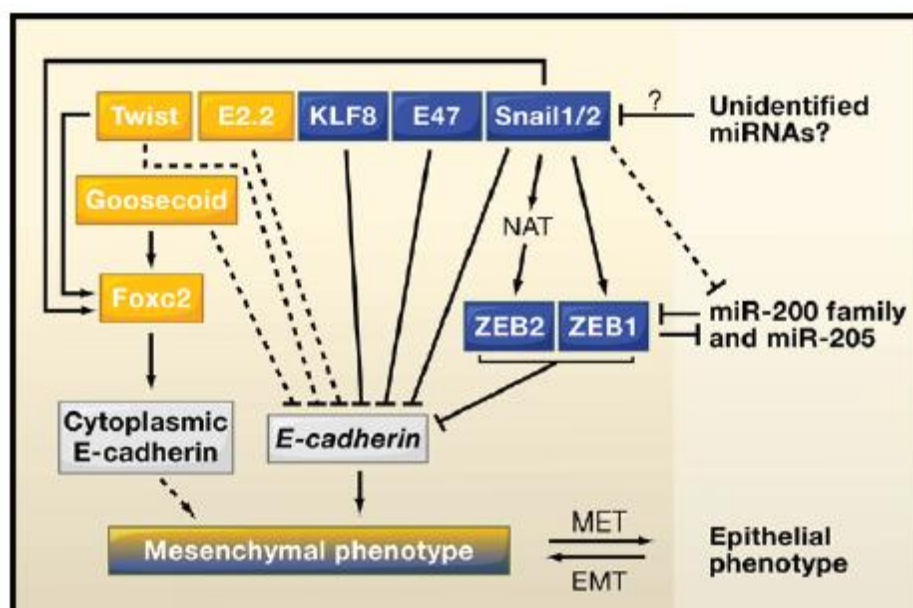 Twist
E2.2
KLF8
E47
Snail1/2
?
Unidentified
miRNAs?
Goosecoid
NAT
Foxc2
ZEB2
ZEB1
miR-200 family
and miR-205
Cytoplasmic
E-cadherin
E-cadherin
Mesenchymal phenotype
MET
EMT
Epithelial
phenotype